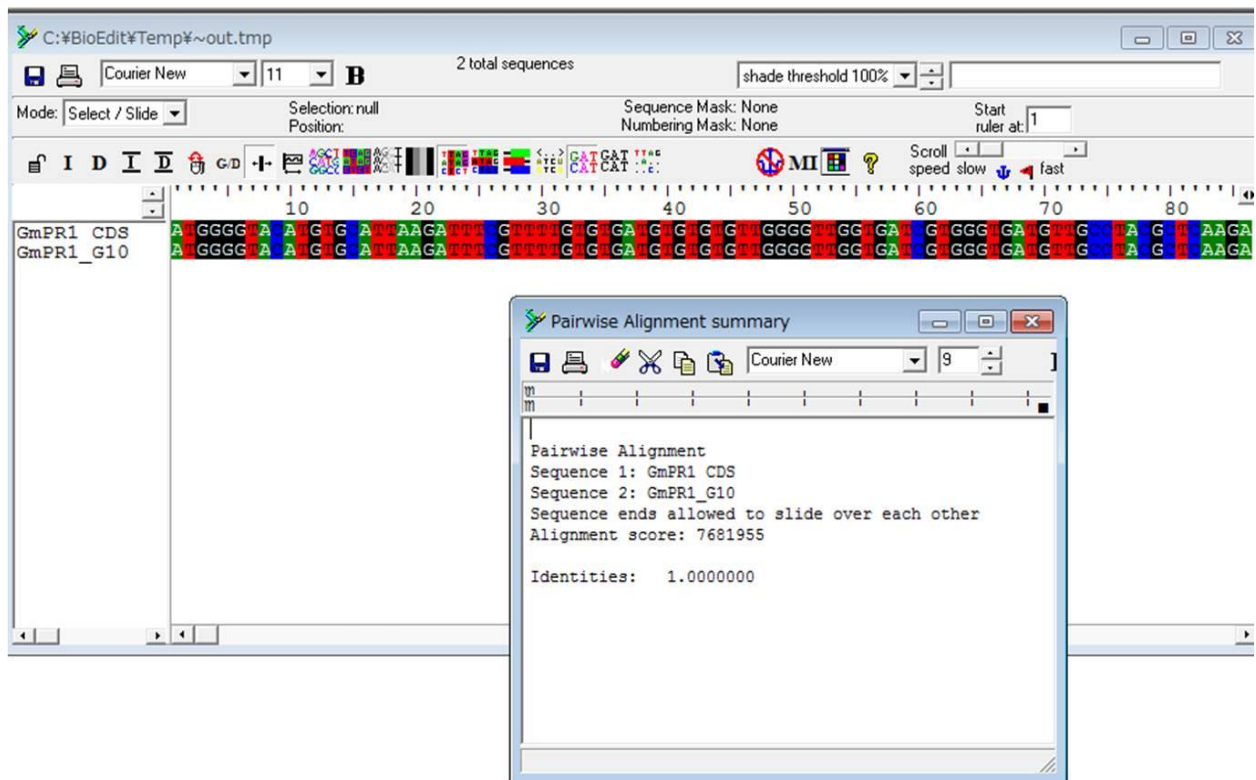 C:¥BioEdit¥Temp¥~out.tmp
Courier New 11 B 2 total sequences shade threshold 100%
Mode: Select / Slide Selection: null Sequence Mask: None Start
Position: Numbering Mask: None ruler at: 1
I D I D G/D MI Scroll
speed slow fast
10 20 30 40 50 60 70 80
GmPR1 CDS ATGGGGTACATGTGCATTAAGATTTCGTTTTGTGTGATGTGTGTGTTGGGGTTGGTGATCGTGGGTGATGTTGCCTACGCTCAAGA
GmPR1_G10 ATGGGGTACATGTGCATTAAGATTTCGTTTTGTGTGATGTGTGTGTTGGGGTTGGTGATCGTGGGTGATGTTGCCTACGCTCAAGA
Pairwise Alignment summary
Courier New 9
Pairwise Alignment
Sequence 1: GmPR1 CDS
Sequence 2: GmPR1_G10
Sequence ends allowed to slide over each other
Alignment score: 7681955
Identities: 1.0000000